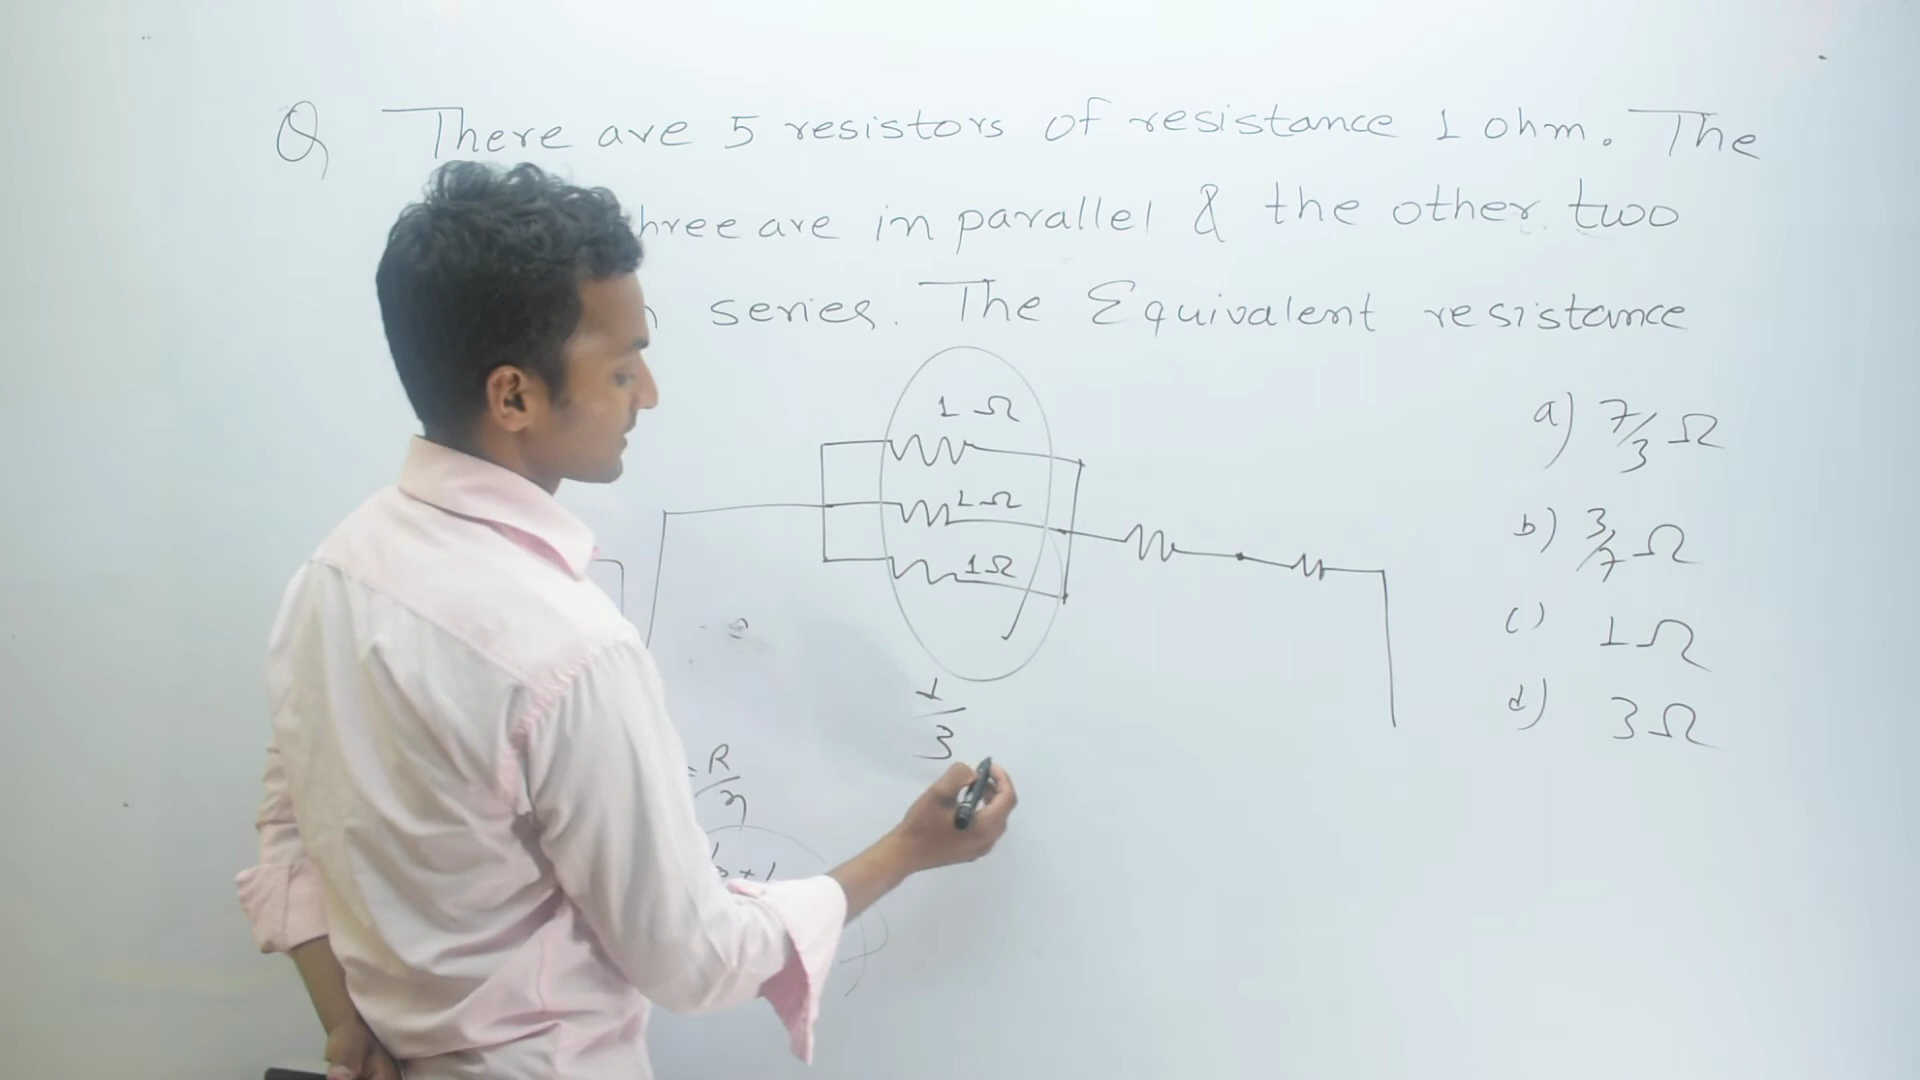 Q There are 5 resistors of resistance 1 ohm. The
hree are in parallel & the other two
series. The Equivalent resistance
1 Ω
1 Ω
1 Ω
1/3
= R/n
a) 7/3 Ω
b) 3/7 Ω
c) 1 Ω
d) 3 Ω